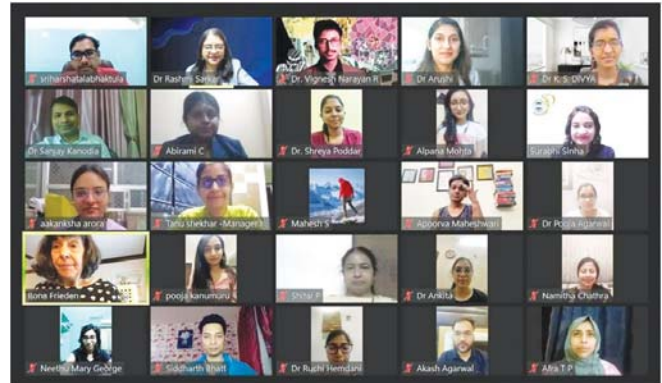 sriharshatalabhaktula
Dr Rashmi Sarkar
Dr. Vignesh Narayan R
Dr Arushi
Dr K. S. DIVYA
Dr Sanjay Kanodia
Abirami C
Dr. Shreya Poddar
Alpana Mohta
Surabhi Sinha
aakanksha arora
Tanu shekhar -Managera
Mahesh S
Apoorva Maheshwari
Dr Pooja Agarwal
Ilona Frieden
pooja kanumuru
Shital P
Dr Ankita
Namitha Chathra
Neethu Mary George
Siddharth Bhatt
Dr Ruchi Hemdani
Akash Agarwal
Afra T P